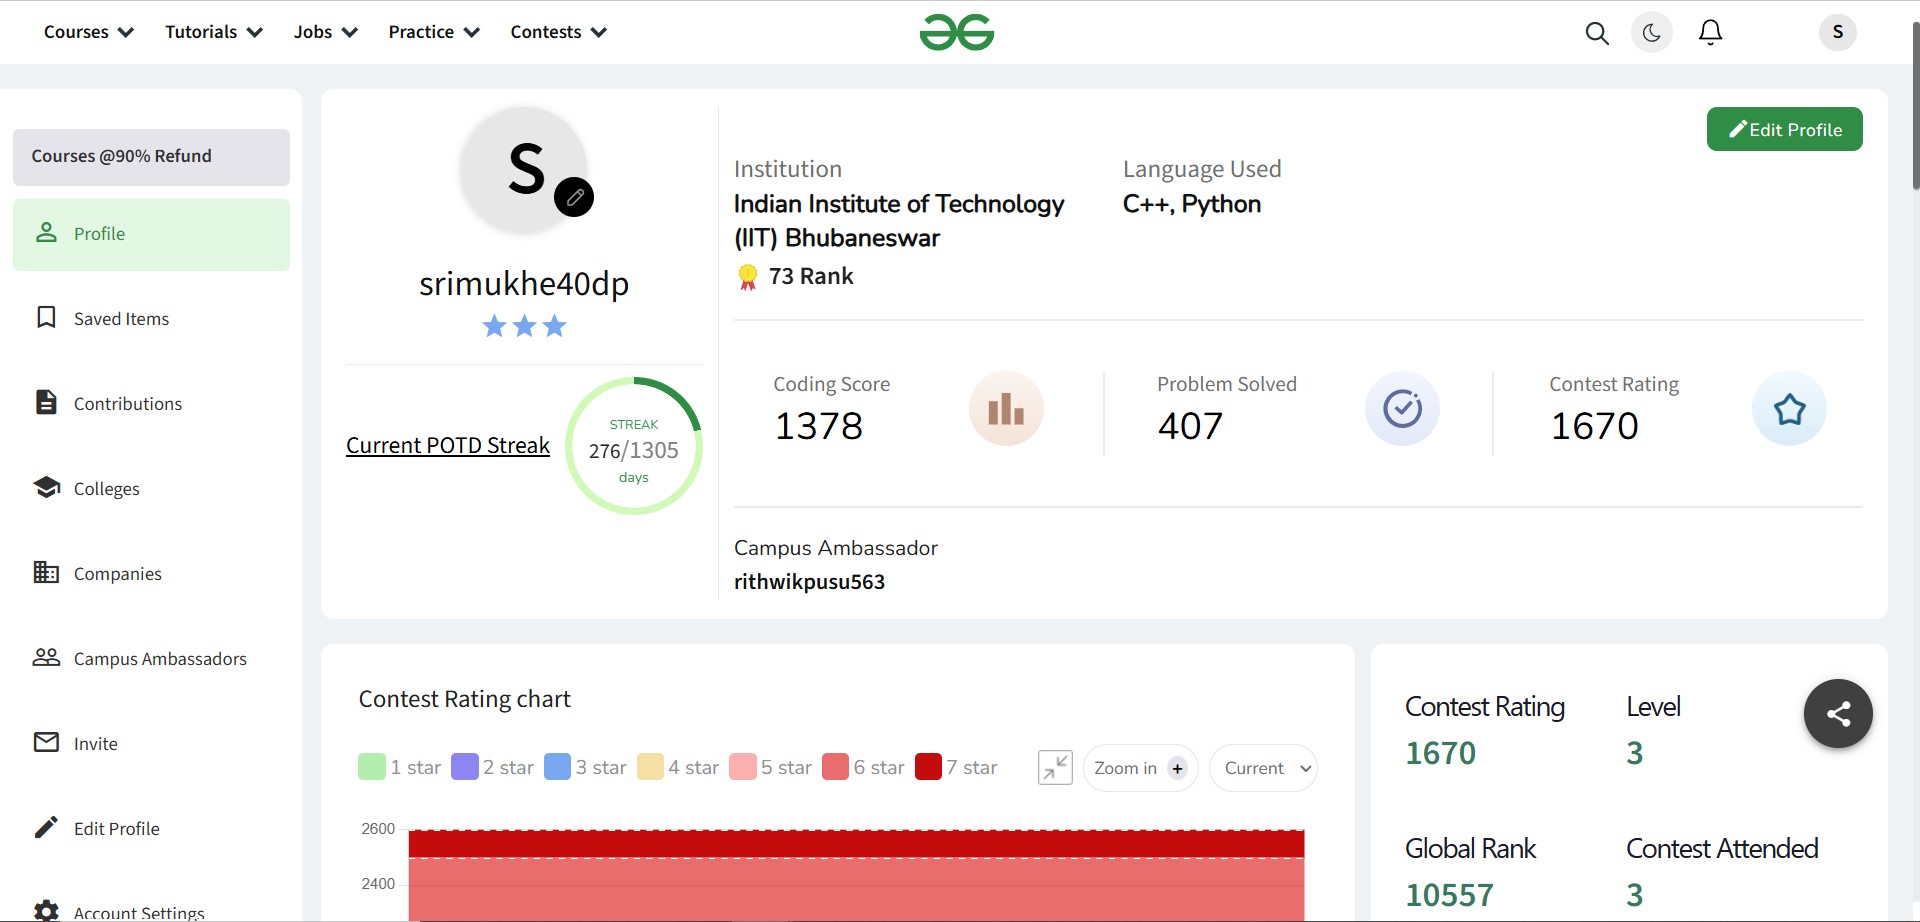 Courses Tutorials Jobs Practice Contests S
Courses @90% Refund
Profile
Saved Items
Contributions
Colleges
Companies
Campus Ambassadors
Invite
Edit Profile
Account Settings
S
srimukhe40dp
Current POTD Streak
STREAK
276/1305
days
Edit Profile
Institution
Indian Institute of Technology
(IIT) Bhubaneswar
73 Rank
Language Used
C++, Python
Coding Score
1378
Problem Solved
407
Contest Rating
1670
Campus Ambassador
rithwikpusu563
Contest Rating chart
1 star 2 star 3 star 4 star 5 star 6 star 7 star
Zoom in + Current
2600
2400
Contest Rating
1670
Level
3
Global Rank
10557
Contest Attended
3